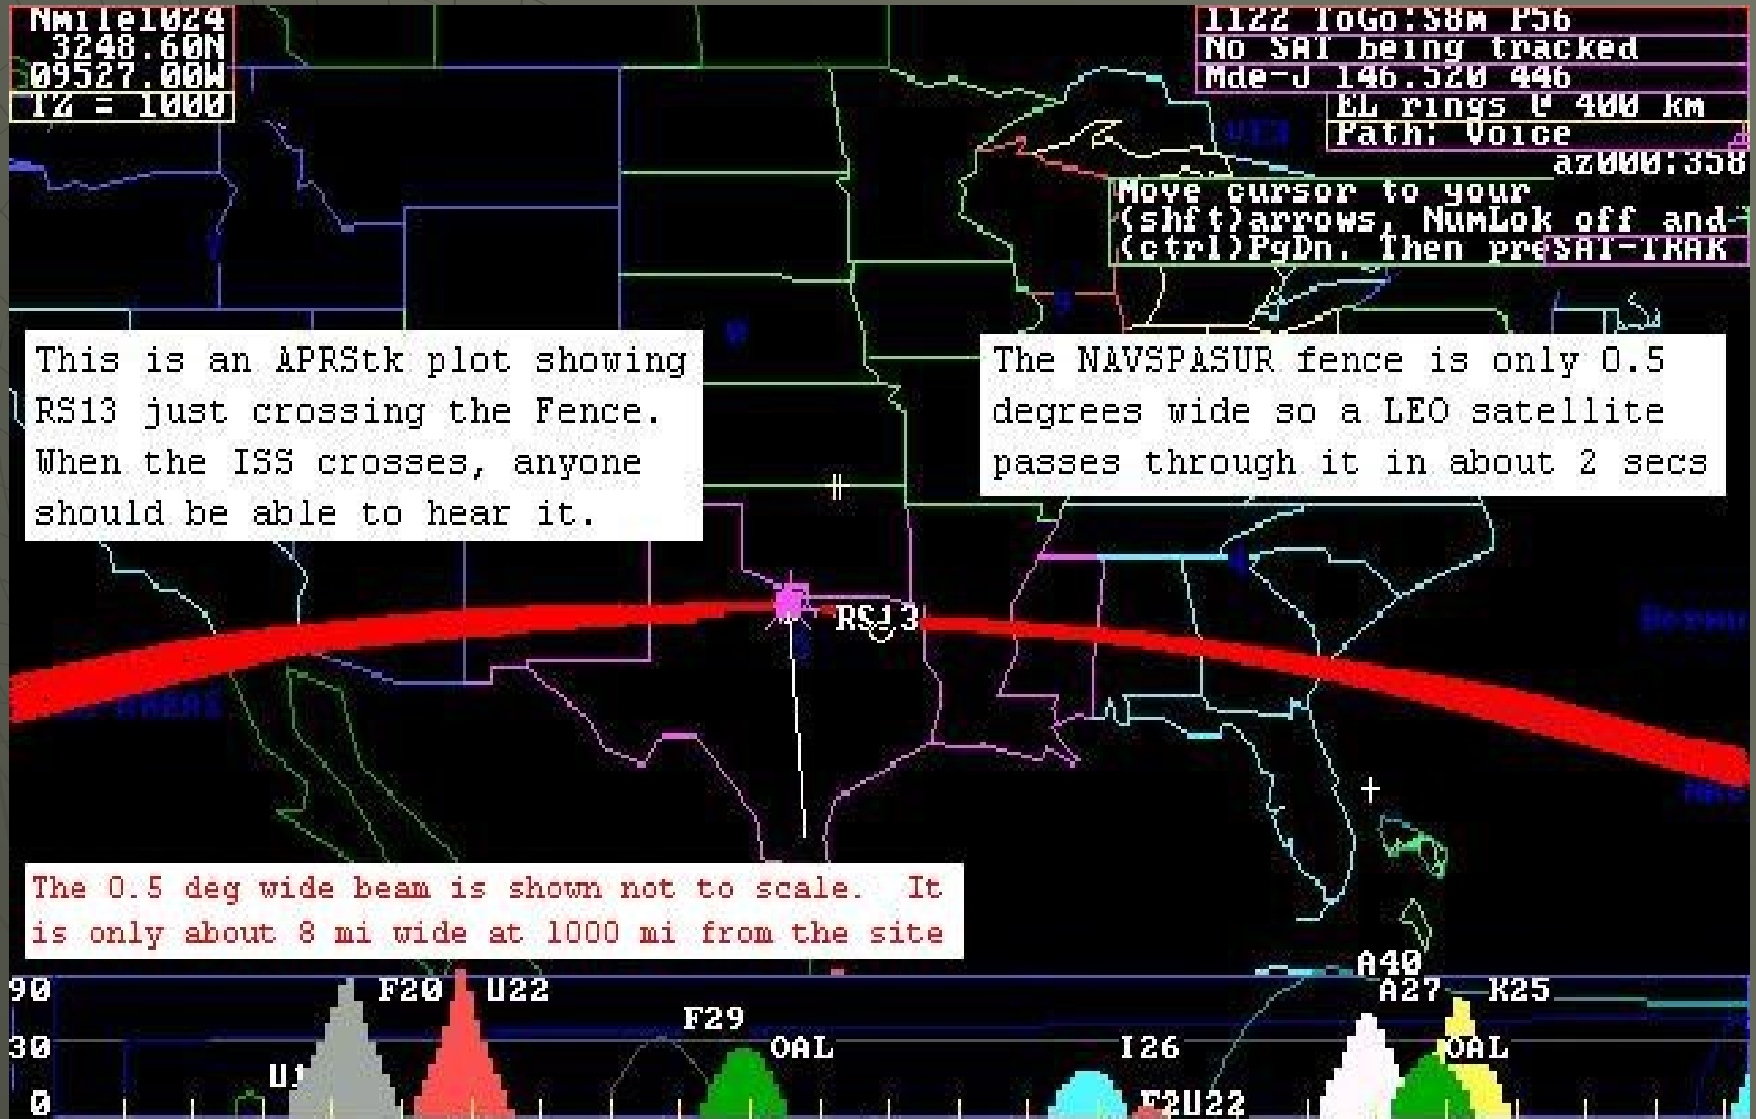 Nmile1024
3248.60N
09527.00W
TZ = 1000
1122 ToGo:S8m P56
No SAT being tracked
Mde-J 146.520 446
EL rings @ 400 km
Path: Voice
az000:358
Move cursor to your
(shft)arrows, NumLok off and
(ctrl)PgDn. Then pre
SAT-TRAK
This is an APRStk plot showing
RS13 just crossing the Fence.
When the ISS crosses, anyone
should be able to hear it.
The NAVSPASUR fence is only 0.5
degrees wide so a LEO satellite
passes through it in about 2 secs
RS13
The 0.5 deg wide beam is shown not to scale. It
is only about 8 mi wide at 1000 mi from the site
A40
90 F20 U22 A27 K25
F29
30 OAL I26 OAL
0 U22